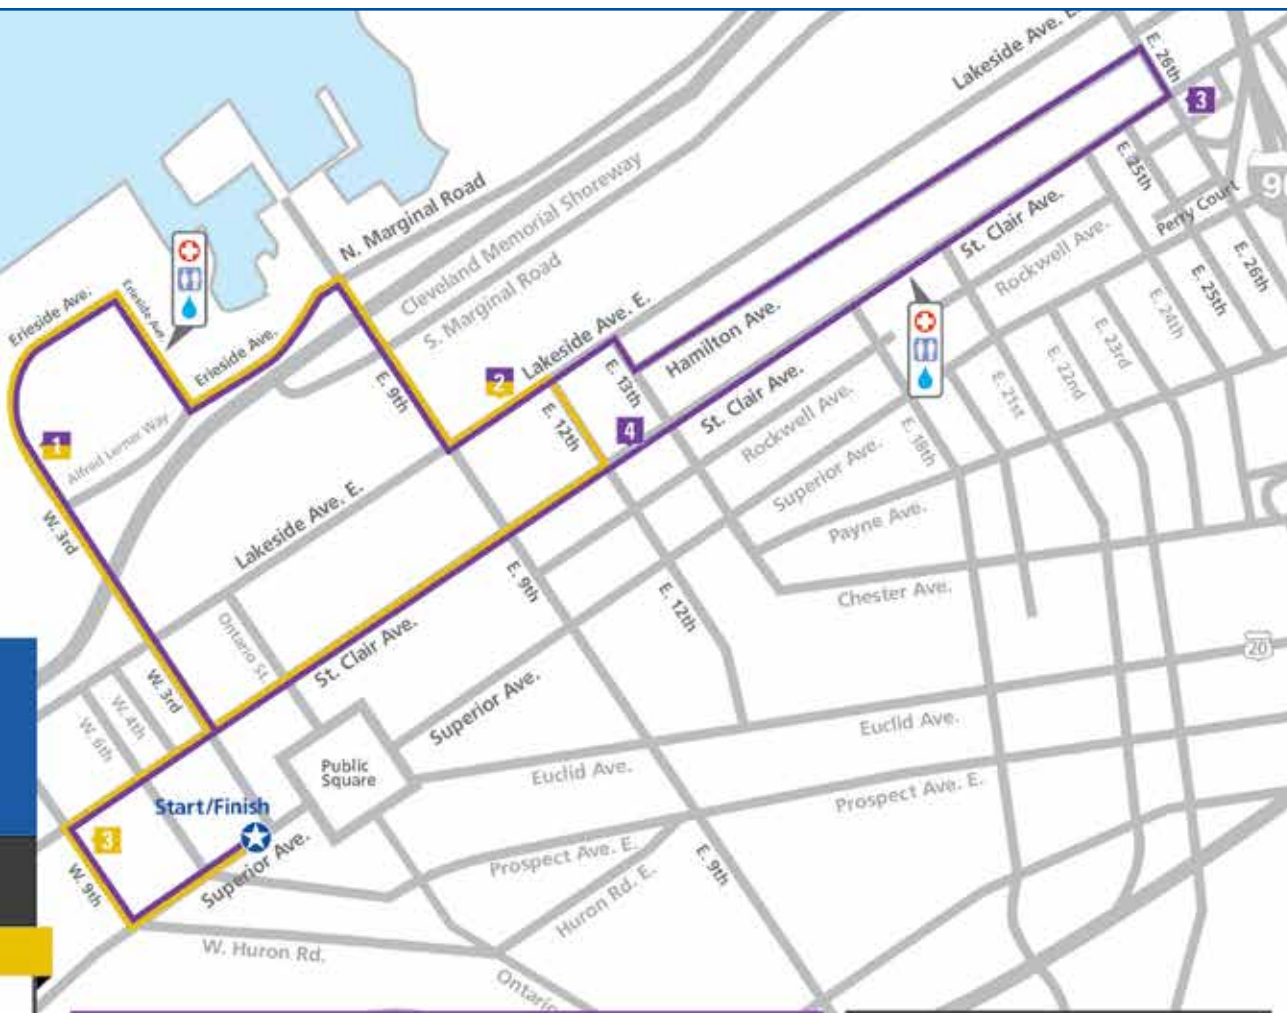 Lakeside Ave. E.
E. 26th
3
N. Marginal Road
Cleveland Memorial Shoreway
S. Marginal Road
E. 25th
Perry Court
St. Clair Ave.
Rockwell Ave.
E. 26th
E. 25th
E. 24th
E. 23rd
E. 22nd
E. 21st
E. 18th
Erieside Ave.
Erieside Ave.
Erieside Ave.
Lakeside Ave. E.
Hamilton Ave.
2
E. 9th
E. 13th
E. 12th
4
St. Clair Ave.
Rockwell Ave.
Superior Ave.
Payne Ave.
Chester Ave.
1
Alfred Lerner Way
W. 3rd
Lakeside Ave. E.
E. 9th
E. 12th
Ontario St.
St. Clair Ave.
W. 3rd
W. 4th
W. 6th
Superior Ave.
20
Euclid Ave.
Public
Square
Euclid Ave.
Prospect Ave. E.
Start/Finish
3
Superior Ave.
W. 9th
Prospect Ave. E.
E. 9th
Huron Rd. E.
W. Huron Rd.
Ontario